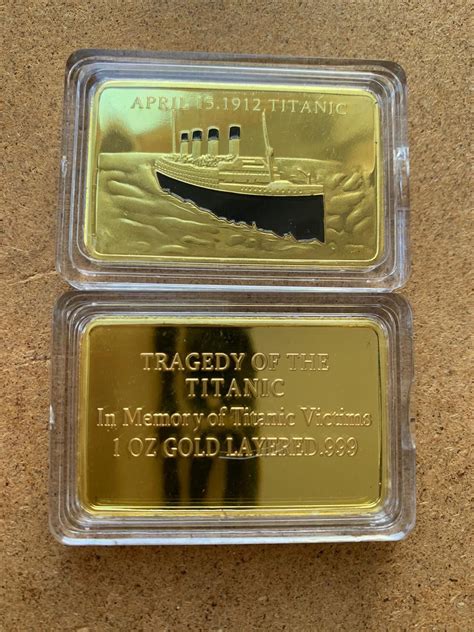 APRIL 15.1912 TITANIC
TRAGEDY OF THE
TITANIC
In Memory of Titanic Victims
1 OZ GOLD LAYERED.999